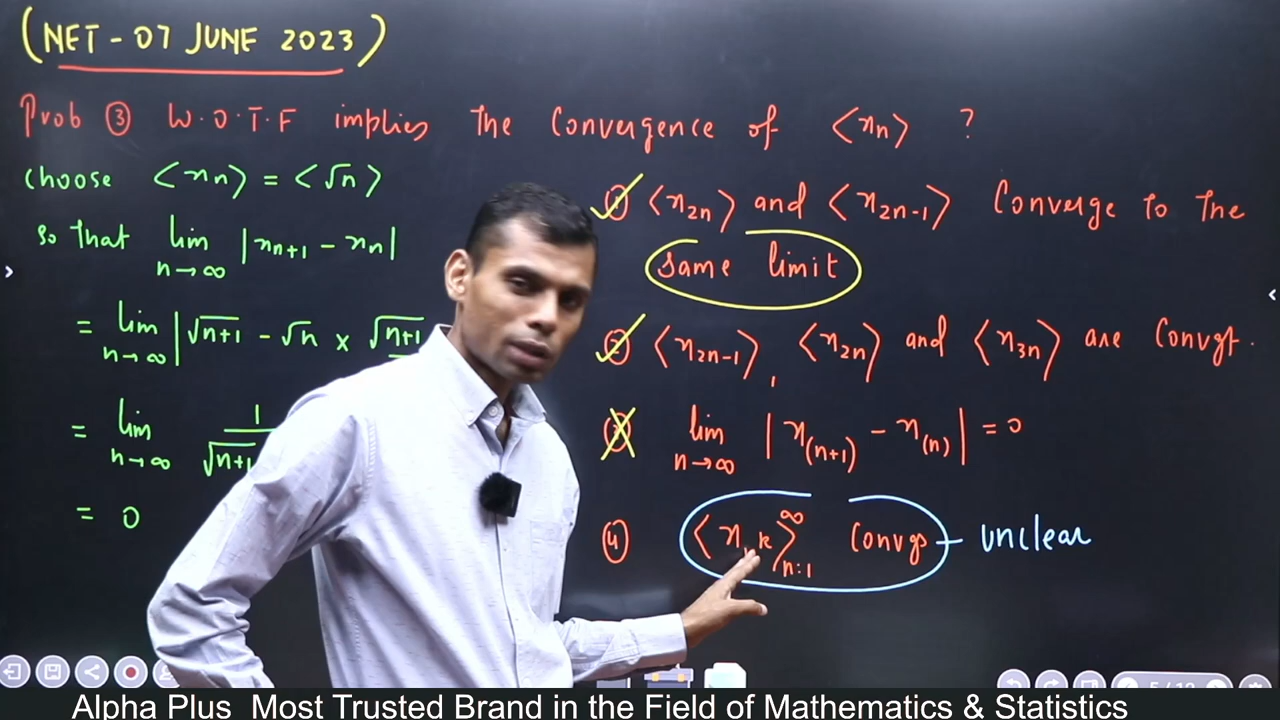 (NET - 07 JUNE 2023)
Prob ③ W.O.T.F implies the convergence of <xₙ> ?
choose <xₙ> = <√n>
so that lim n→∞ |xₙ₊₁ - xₙ|
= lim n→∞ |√n+1 - √n × √n+1
= lim n→∞ 1 / √n+1
= 0
① <x₂ₙ> and <x₂ₙ₋₁> Converge to the
same limit
② <x₂ₙ₋₁>, <x₂ₙ> and <x₃ₙ> are Convgt.
③ lim n→∞ |x₍ₙ₊₁₎ - x₍ₙ₎| = 0
④ convgs - unclear
5/12
Alpha Plus Most Trusted Brand in the Field of Mathematics & Statistics